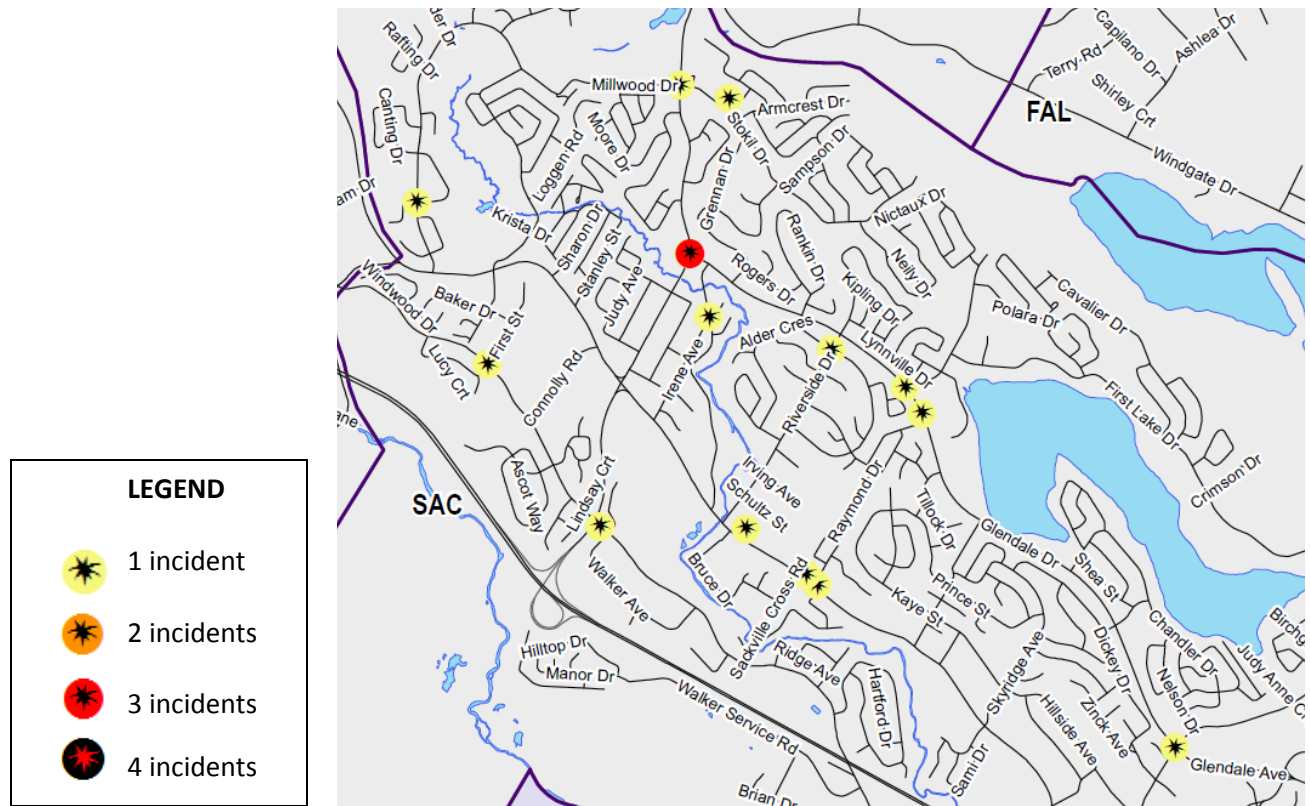 Rafting Dr
der Dr
Canting Dr
am Dr
Millwood Dr
Moore Dr
Loggen Rd
Armcrest Dr
Stokil Dr
Sampson Dr
Grennan Dr
Capilano Dr
Ashlea Dr
Terry Rd
Shirley Crt
FAL
Windgate Dr
Krista Dr
Sharon Dr
Stanley St
Judy Ave
Nictaux Dr
Rankin Dr
Neily Dr
Rogers Dr
Kipling Dr
Cavalier Dr
Polara Dr
Windwood Dr
Baker Dr
First St
Lucy Crt
Connolly Rd
Irene Ave
Alder Cres
Riverside Dr
Lynnville Dr
First Lake Dr
Crimson Dr
ane
Ascot Way
Lindsay Crt
SAC
Irving Ave
Schultz St
Raymond Dr
Tillock Dr
Glendale Dr
Walker Ave
Bruce Dr
Sackville Cross Rd
Kaye St
Prince St
Shea St
Chandler Dr
Birchg
Judy Anne C
Dickey Dr
Nelson Dr
Hilltop Dr
Manor Dr
Ridge Ave
Hartford Dr
Skyridge Ave
Hillside Ave
Zinck Ave
Walker Service Rd
Sami Dr
Glendale Ave
Brian Dr
LEGEND
1 incident
2 incidents
3 incidents
4 incidents